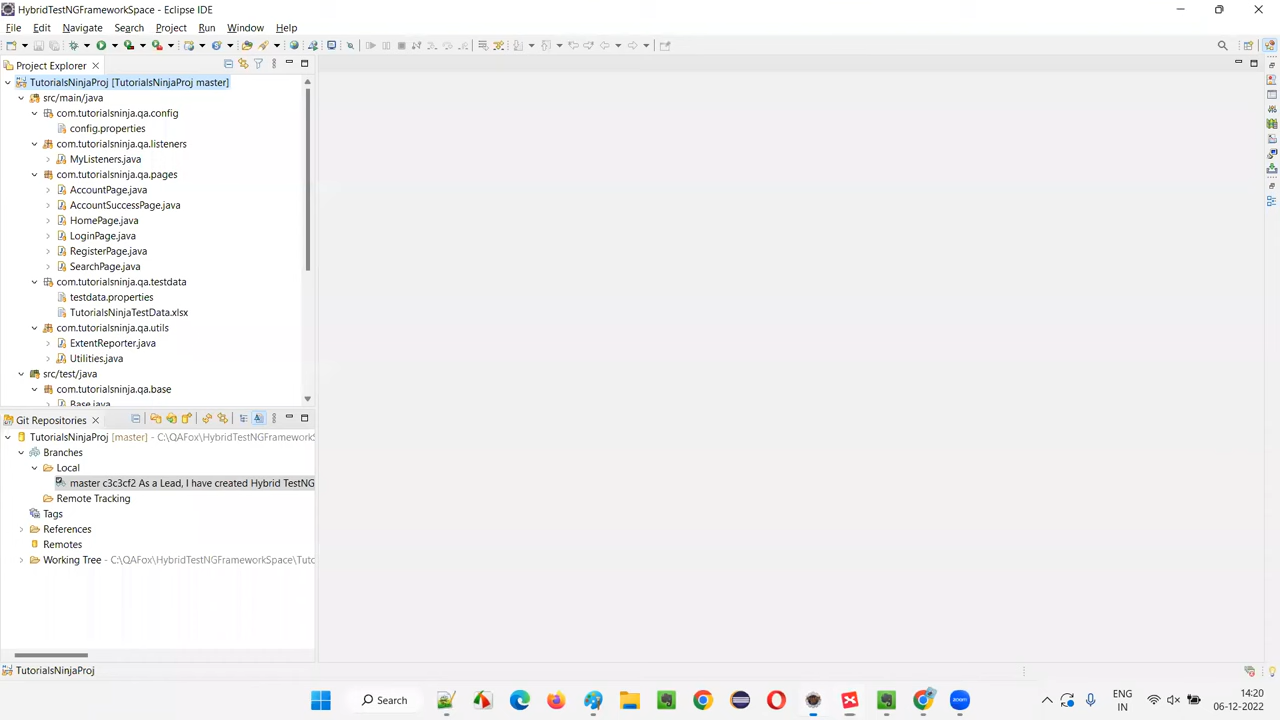 HybridTestNGFrameworkSpace - Eclipse IDE
File Edit Navigate Search Project Run Window Help
Project Explorer
TutorialsNinjaProj [TutorialsNinjaProj master]
src/main/java
com.tutorialsninja.qa.config
config.properties
com.tutorialsninja.qa.listeners
MyListeners.java
com.tutorialsninja.qa.pages
AccountPage.java
AccountSuccessPage.java
HomePage.java
LoginPage.java
RegisterPage.java
SearchPage.java
com.tutorialsninja.qa.testdata
testdata.properties
TutorialsNinjaTestData.xlsx
com.tutorialsninja.qa.utils
ExtentReporter.java
Utilities.java
src/test/java
com.tutorialsninja.qa.base
Base.java
Git Repositories
TutorialsNinjaProj [master] - C:\QAFox\HybridTestNGFrameworkS
Branches
Local
master c3c3cf2 As a Lead, I have created Hybrid TestNG
Remote Tracking
Tags
References
Remotes
Working Tree - C:\QAFox\HybridTestNGFrameworkSpace\Tuto
TutorialsNinjaProj
Search
ENG
IN
14:20
06-12-2022